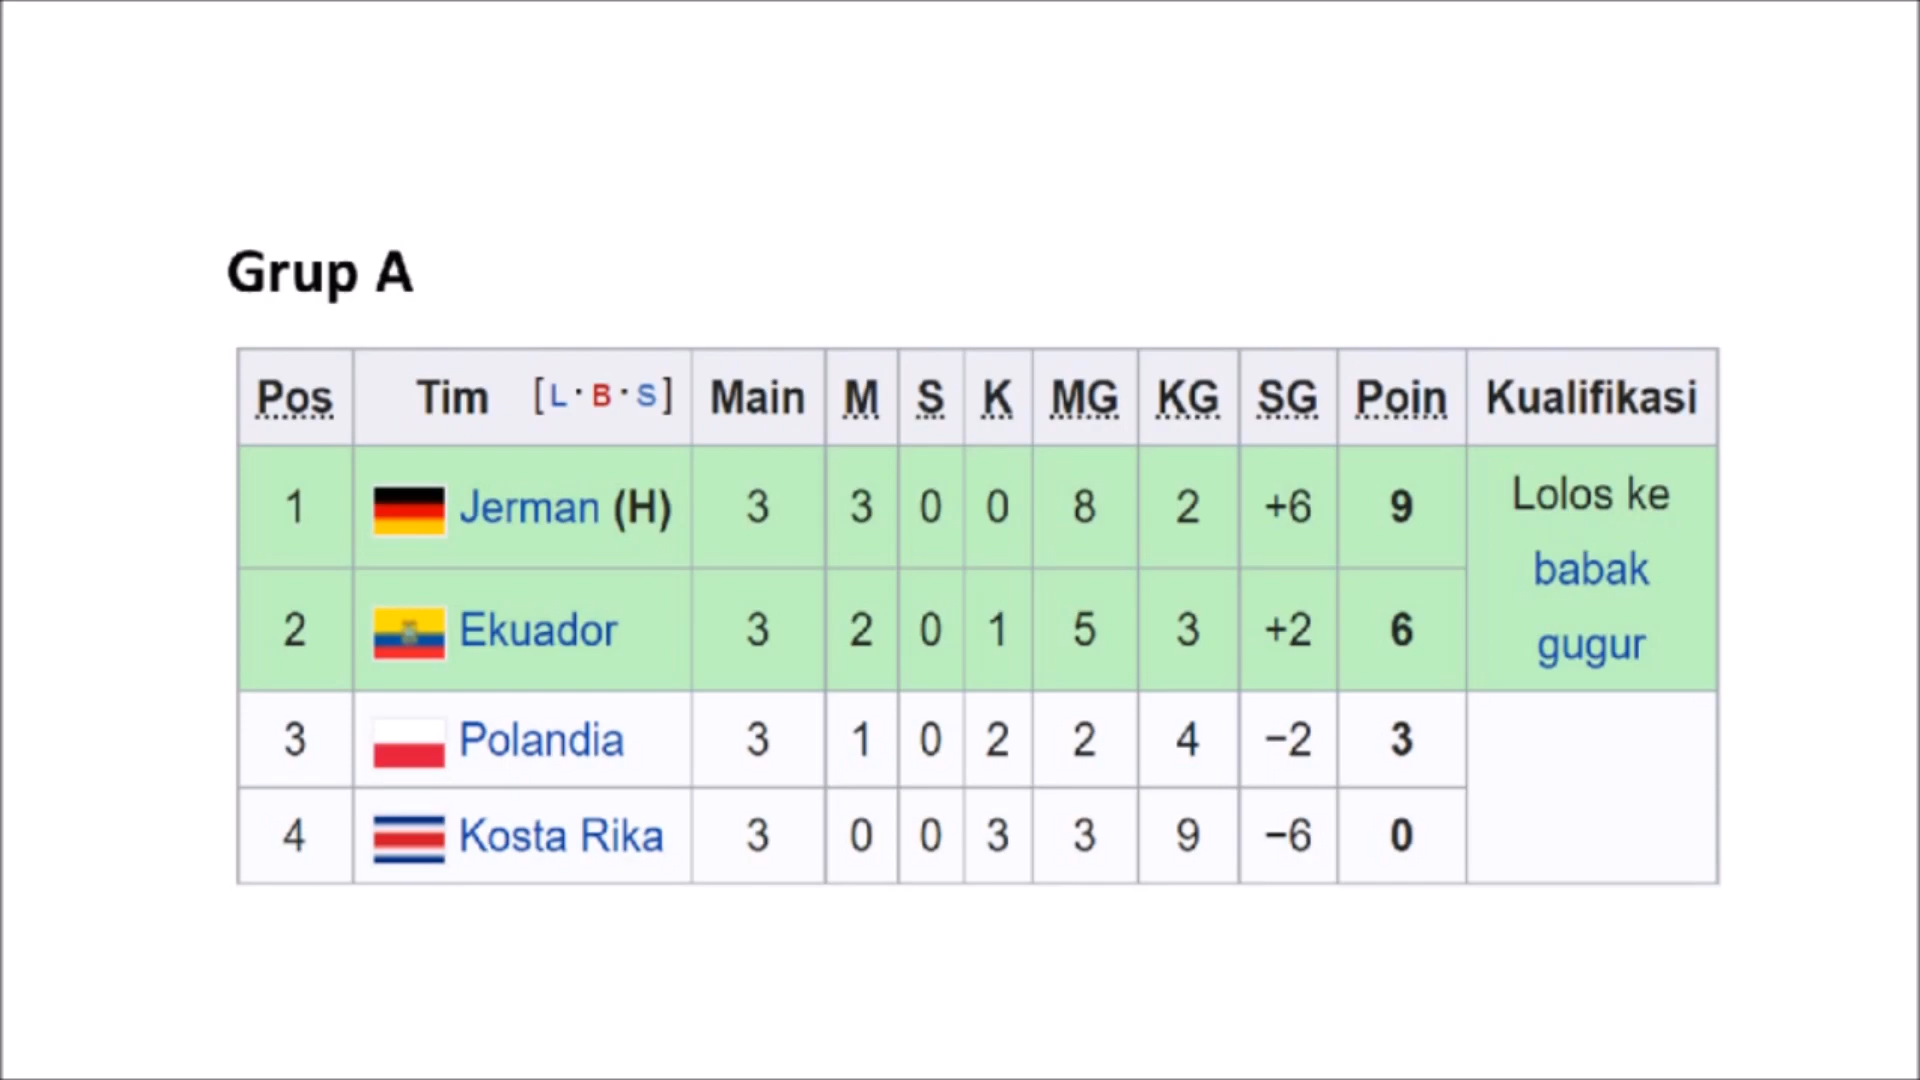 Grup A
Pos Tim [L · B · S] Main M S K MG KG SG Poin Kualifikasi
1 Jerman (H) 3 3 0 0 8 2 +6 9 Lolos ke
babak
gugur
2 Ekuador 3 2 0 1 5 3 +2 6
3 Polandia 3 1 0 2 2 4 −2 3
4 Kosta Rika 3 0 0 3 3 9 −6 0